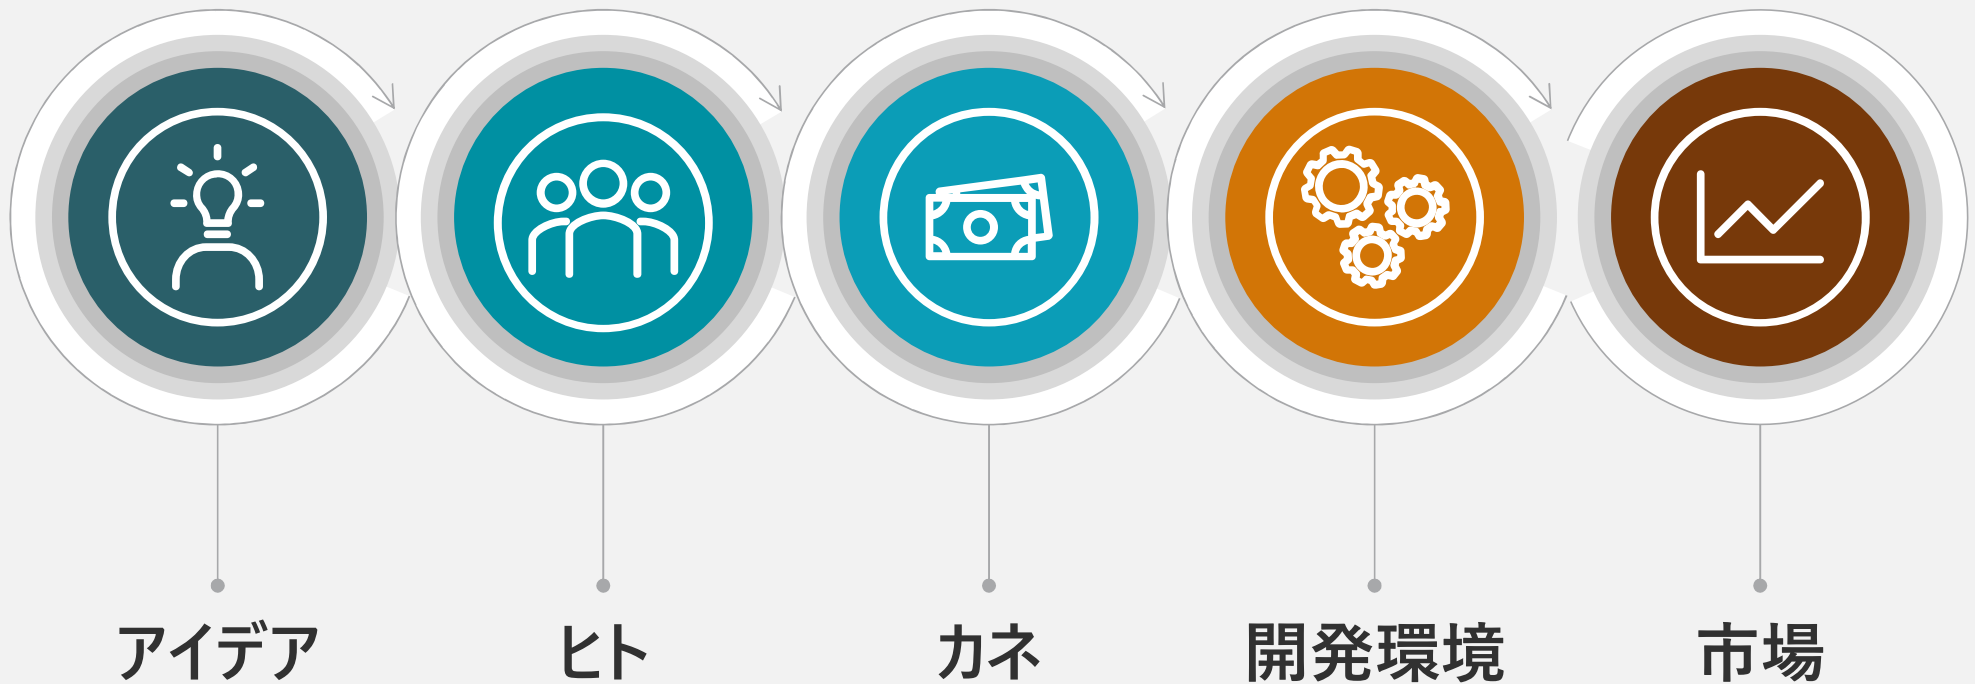 アイデア
ヒト
カネ
開発環境
市場